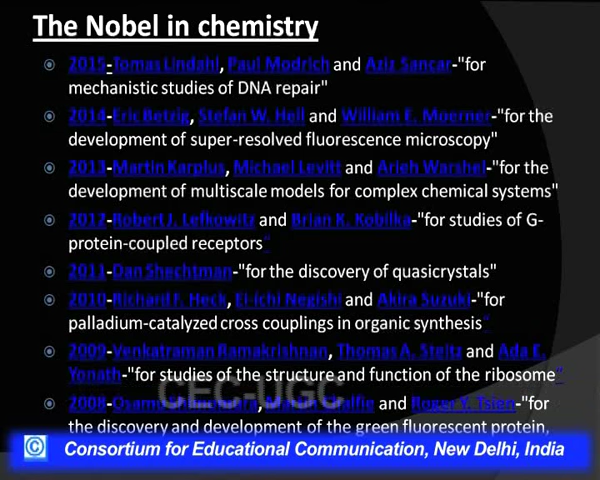 The Nobel in chemistry
2015-Tomas Lindahl, Paul Modrich and Aziz Sancar-"for
mechanistic studies of DNA repair"
2014-Eric Betzig, Stefan W. Hell and William E. Moerner-"for the
development of super-resolved fluorescence microscopy"
2013-Martin Karplus, Michael Levitt and Arieh Warshel-"for the
development of multiscale models for complex chemical systems"
2012-Robert J. Lefkowitz and Brian K. Kobilka-"for studies of G-
protein-coupled receptors"
2011-Dan Shechtman-"for the discovery of quasicrystals"
2010-Richard F. Heck, Ei-ichi Negishi and Akira Suzuki-"for
palladium-catalyzed cross couplings in organic synthesis"
2009-Venkatraman Ramakrishnan, Thomas A. Steitz and Ada E.
Yonath-"for studies of the structure and function of the ribosome"
CEC-UGC
2008-Osamu Shimomura, Martin Chalfie and Roger Y. Tsien-"for
the discovery and development of the green fluorescent protein,
© Consortium for Educational Communication, New Delhi, India